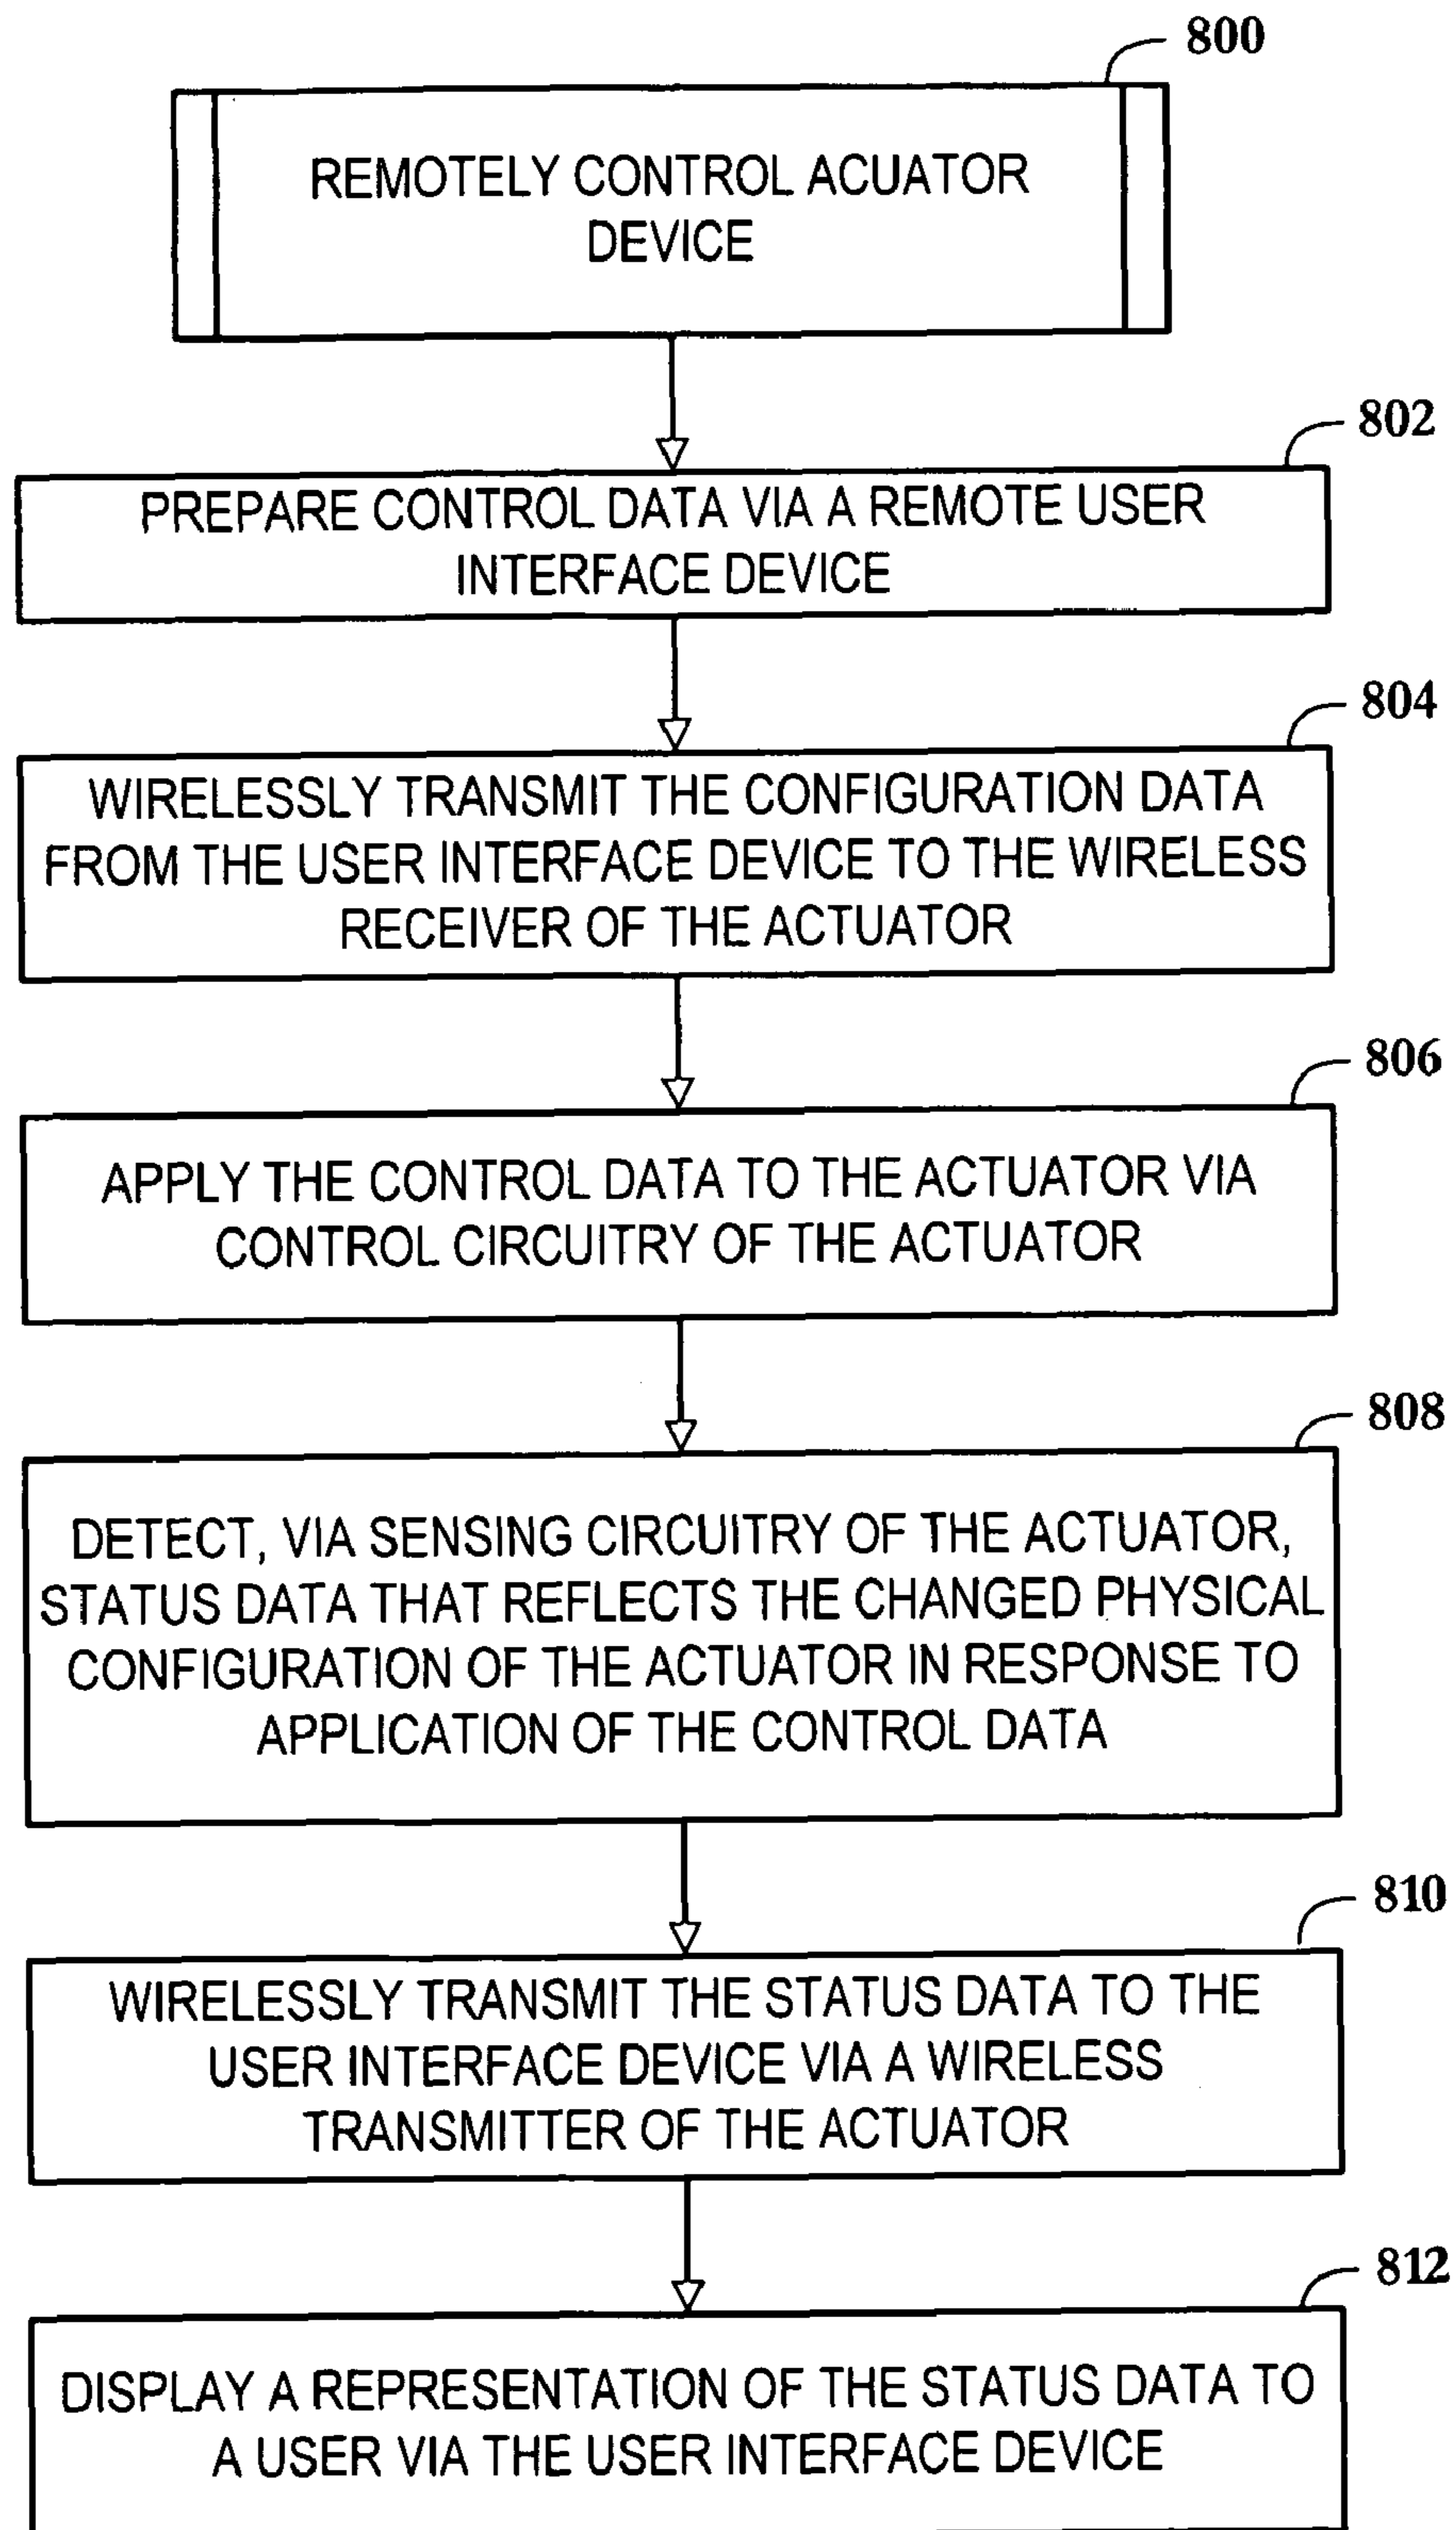 800
REMOTELY CONTROL ACUATOR
DEVICE
802
PREPARE CONTROL DATA VIA A REMOTE USER
INTERFACE DEVICE
804
WIRELESSLY TRANSMIT THE CONFIGURATION DATA
FROM THE USER INTERFACE DEVICE TO THE WIRELESS
RECEIVER OF THE ACTUATOR
806
APPLY THE CONTROL DATA TO THE ACTUATOR VIA
CONTROL CIRCUITRY OF THE ACTUATOR
808
DETECT, VIA SENSING CIRCUITRY OF THE ACTUATOR,
STATUS DATA THAT REFLECTS THE CHANGED PHYSICAL
CONFIGURATION OF THE ACTUATOR IN RESPONSE TO
APPLICATION OF THE CONTROL DATA
810
WIRELESSLY TRANSMIT THE STATUS DATA TO THE
USER INTERFACE DEVICE VIA A WIRELESS
TRANSMITTER OF THE ACTUATOR
812
DISPLAY A REPRESENTATION OF THE STATUS DATA TO
A USER VIA THE USER INTERFACE DEVICE